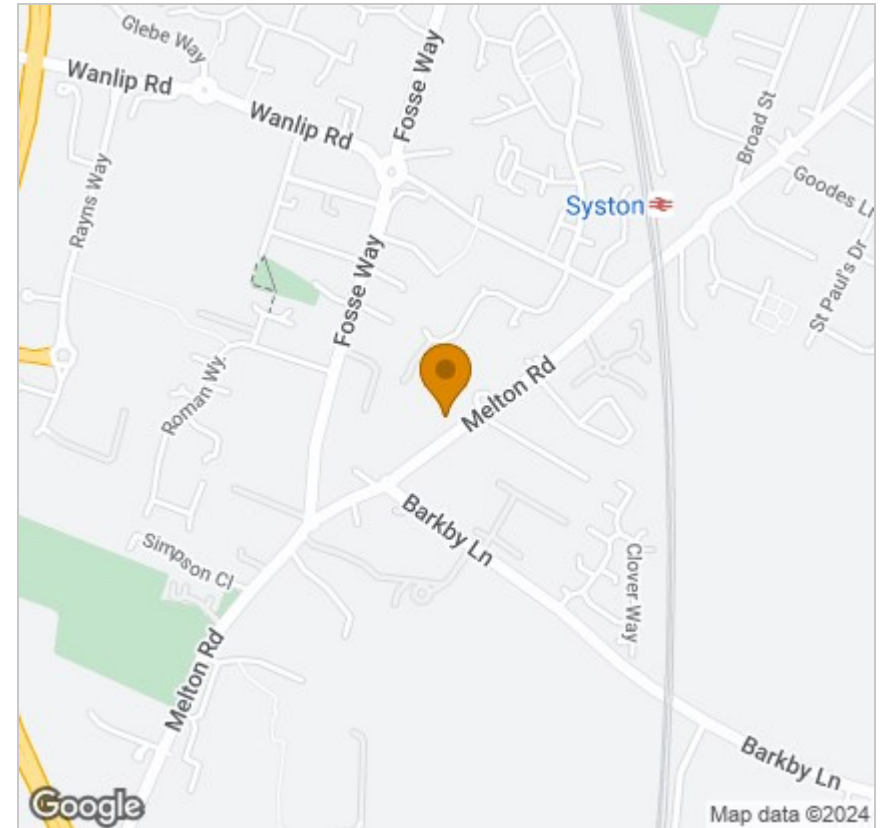 Glebe Way
Wanlip Rd
Wanlip Rd
Fosse Way
Broad St
Goodes Ln
Rayns Way
Syston
St Paul's Dr
Fosse Way
Roman Wy.
Melton Rd
Barkby Ln
Simpson Cl
Clover Way
Melton Rd
Barkby Ln
Google
Map data ©2024